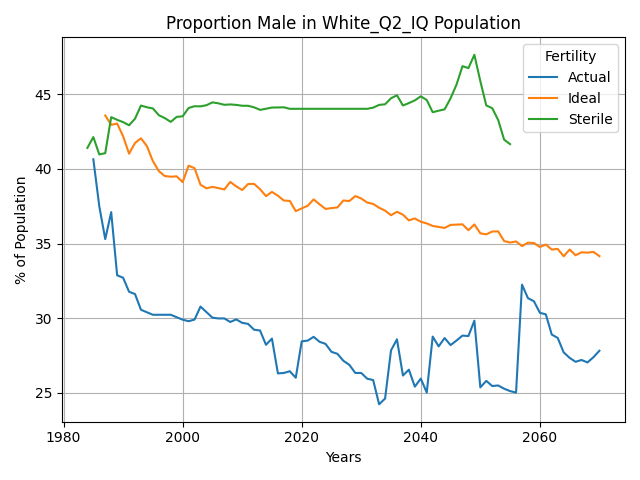 Proportion Male in White_Q2_IQ Population
Fertility
Actual
Ideal
Sterile
% of Population
45
40
35
30
25
1980 2000 2020 2040 2060
Years